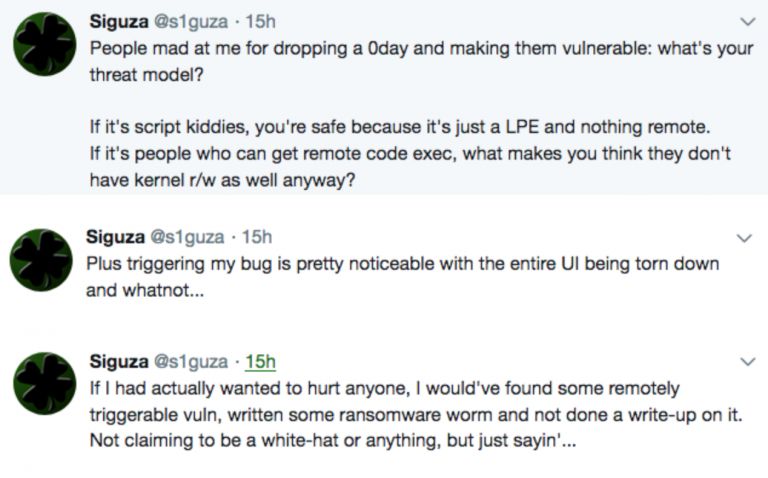 Siguza @s1guza · 15h
People mad at me for dropping a 0day and making them vulnerable: what's your
threat model?
If it's script kiddies, you're safe because it's just a LPE and nothing remote.
If it's people who can get remote code exec, what makes you think they don't
have kernel r/w as well anyway?
Siguza @s1guza · 15h
Plus triggering my bug is pretty noticeable with the entire UI being torn down
and whatnot...
Siguza @s1guza · 15h
If I had actually wanted to hurt anyone, I would've found some remotely
triggerable vuln, written some ransomware worm and not done a write-up on it.
Not claiming to be a white-hat or anything, but just sayin'...